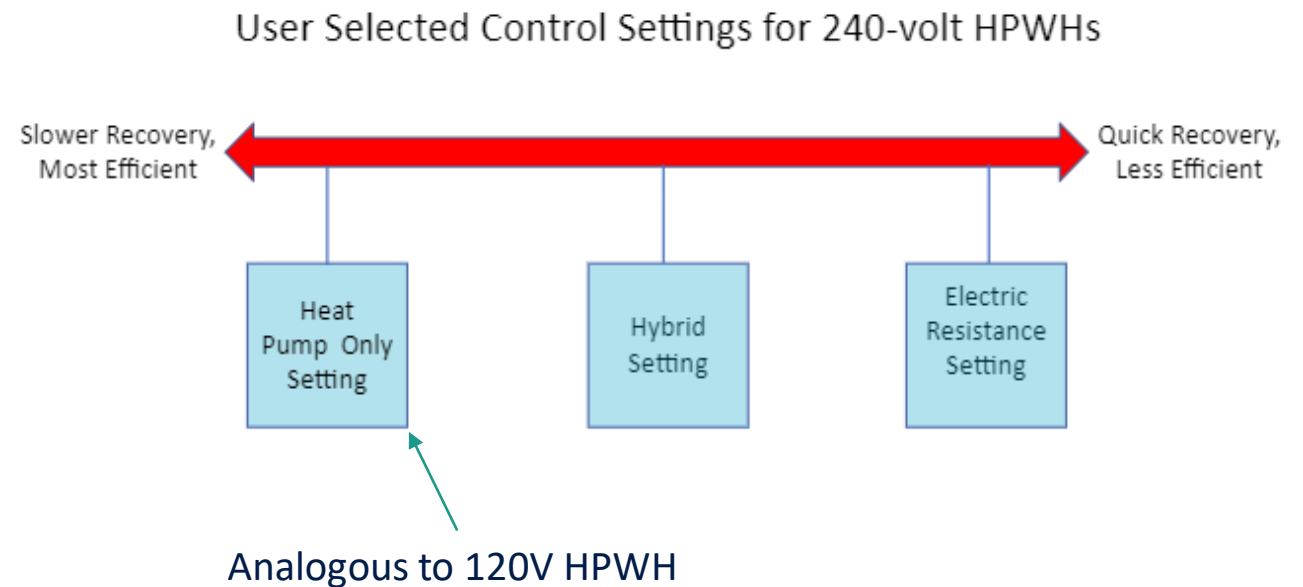 User Selected Control Settings for 240-volt HPWHs
Slower Recovery,
Most Efficient
Quick Recovery,
Less Efficient
Heat
Pump Only
Setting
Hybrid
Setting
Electric
Resistance
Setting
Analogous to 120V HPWH